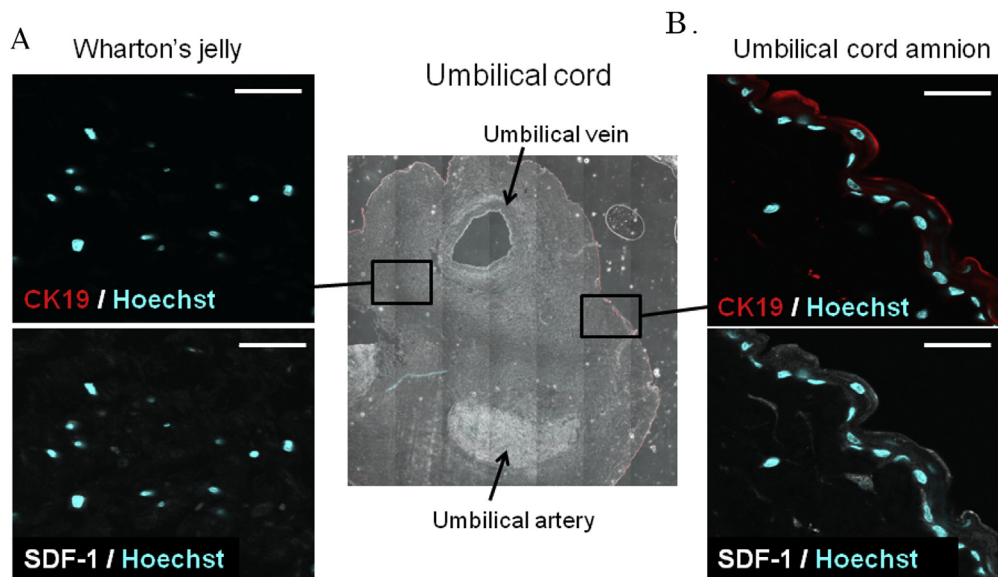 A
Wharton's jelly
CK19 / Hoechst
SDF-1 / Hoechst
Umbilical cord
Umbilical vein
Umbilical artery
B.
Umbilical cord amnion
CK19 / Hoechst
SDF-1 / Hoechst